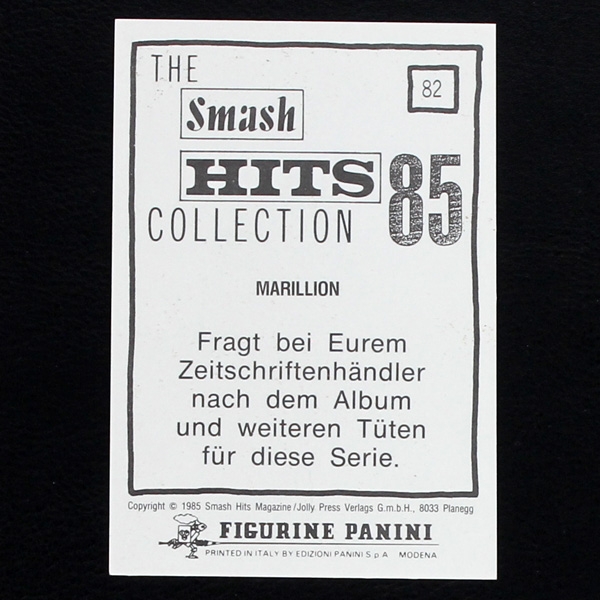 THE
82
Smash
HITS 85
COLLECTION
MARILLION
Fragt bei Eurem
Zeitschriftenhändler
nach dem Album
und weiteren Tüten
für diese Serie.
Copyright © 1985 Smash Hits Magazine/Jolly Press Verlags G.m.b.H., 8033 Planegg
FIGURINE PANINI
PRINTED IN ITALY BY EDIZIONI PANINI S.p.A. MODENA